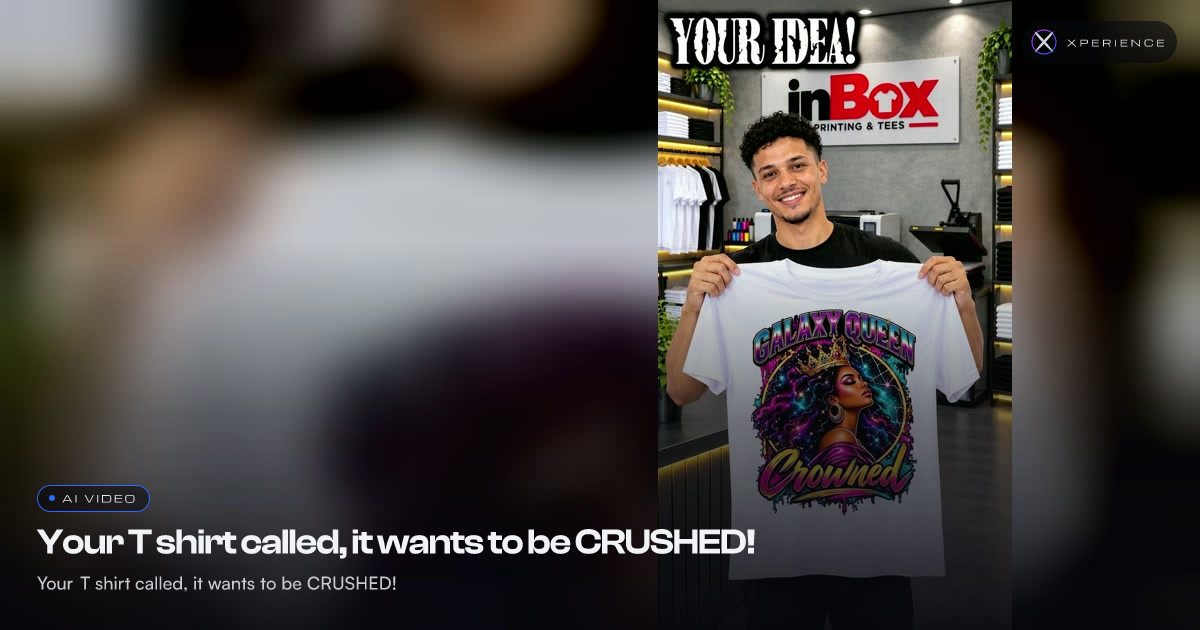 YOUR IDEA!
XPERIENCE
inBox
PRINTING & TEES
GALAXY QUEEN
Crowned
AI VIDEO
Your T shirt called, it wants to be CRUSHED!
Your T shirt called, it wants to be CRUSHED!